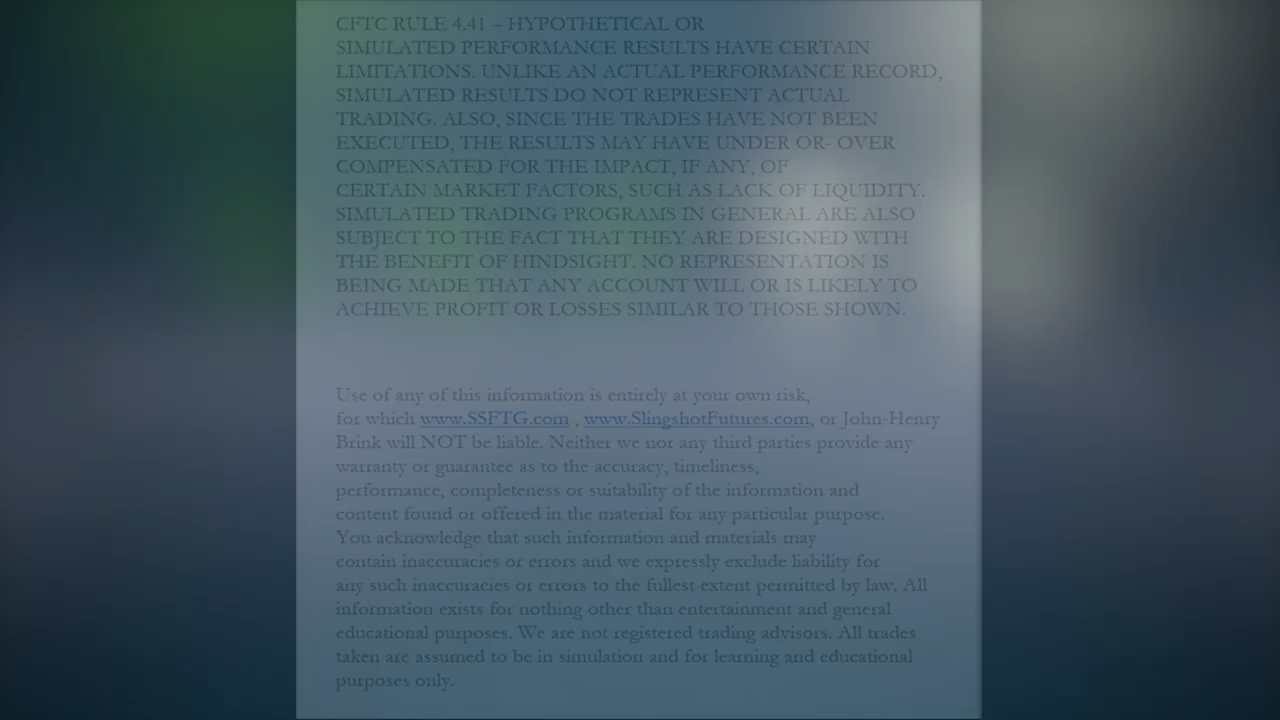 CFTC RULE 4.41 – HYPOTHETICAL OR
SIMULATED PERFORMANCE RESULTS HAVE CERTAIN
LIMITATIONS. UNLIKE AN ACTUAL PERFORMANCE RECORD,
SIMULATED RESULTS DO NOT REPRESENT ACTUAL
TRADING. ALSO, SINCE THE TRADES HAVE NOT BEEN
EXECUTED, THE RESULTS MAY HAVE UNDER OR- OVER
COMPENSATED FOR THE IMPACT, IF ANY, OF
CERTAIN MARKET FACTORS, SUCH AS LACK OF LIQUIDITY.
SIMULATED TRADING PROGRAMS IN GENERAL ARE ALSO
SUBJECT TO THE FACT THAT THEY ARE DESIGNED WITH
THE BENEFIT OF HINDSIGHT. NO REPRESENTATION IS
BEING MADE THAT ANY ACCOUNT WILL OR IS LIKELY TO
ACHIEVE PROFIT OR LOSSES SIMILAR TO THOSE SHOWN.
Use of any of this information is entirely at your own risk,
for which www.SSFTG.com , www.SlingshotFutures.com, or John-Henry
Brink will NOT be liable. Neither we nor any third parties provide any
warranty or guarantee as to the accuracy, timeliness,
performance, completeness or suitability of the information and
content found or offered in the material for any particular purpose.
You acknowledge that such information and materials may
contain inaccuracies or errors and we expressly exclude liability for
any such inaccuracies or errors to the fullest extent permitted by law. All
information exists for nothing other than entertainment and general
educational purposes. We are not registered trading advisors. All trades
taken are assumed to be in simulation and for learning and educational
purposes only.